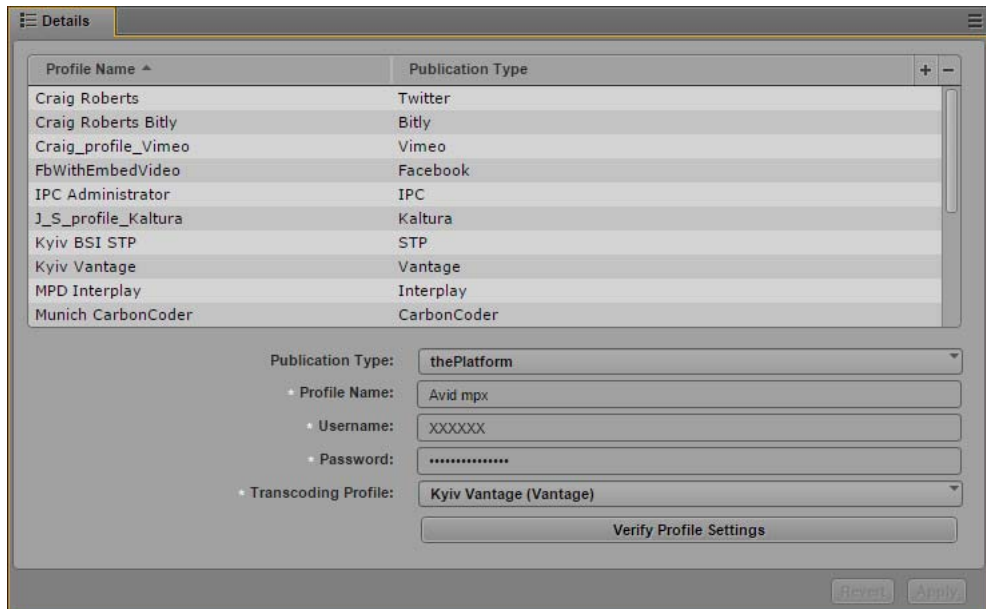 Details
Profile Name Publication Type + −
Craig Roberts Twitter
Craig Roberts Bitly Bitly
Craig_profile_Vimeo Vimeo
FbWithEmbedVideo Facebook
IPC Administrator IPC
J_S_profile_Kaltura Kaltura
Kyiv BSI STP STP
Kyiv Vantage Vantage
MPD Interplay Interplay
Munich CarbonCoder CarbonCoder
Publication Type: thePlatform
* Profile Name: Avid mpx
* Username: XXXXXX
* Password: •••••••••••••••
* Transcoding Profile: Kyiv Vantage (Vantage)
Verify Profile Settings
Revert Apply